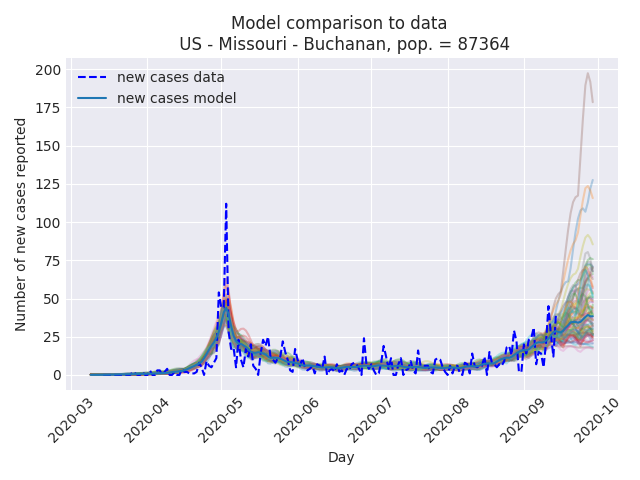 Model comparison to data
US - Missouri - Buchanan, pop. = 87364
new cases data
new cases model
Number of new cases reported
200
175
150
125
100
75
50
25
0
2020-03
2020-04
2020-05
2020-06
2020-07
2020-08
2020-09
2020-10
Day